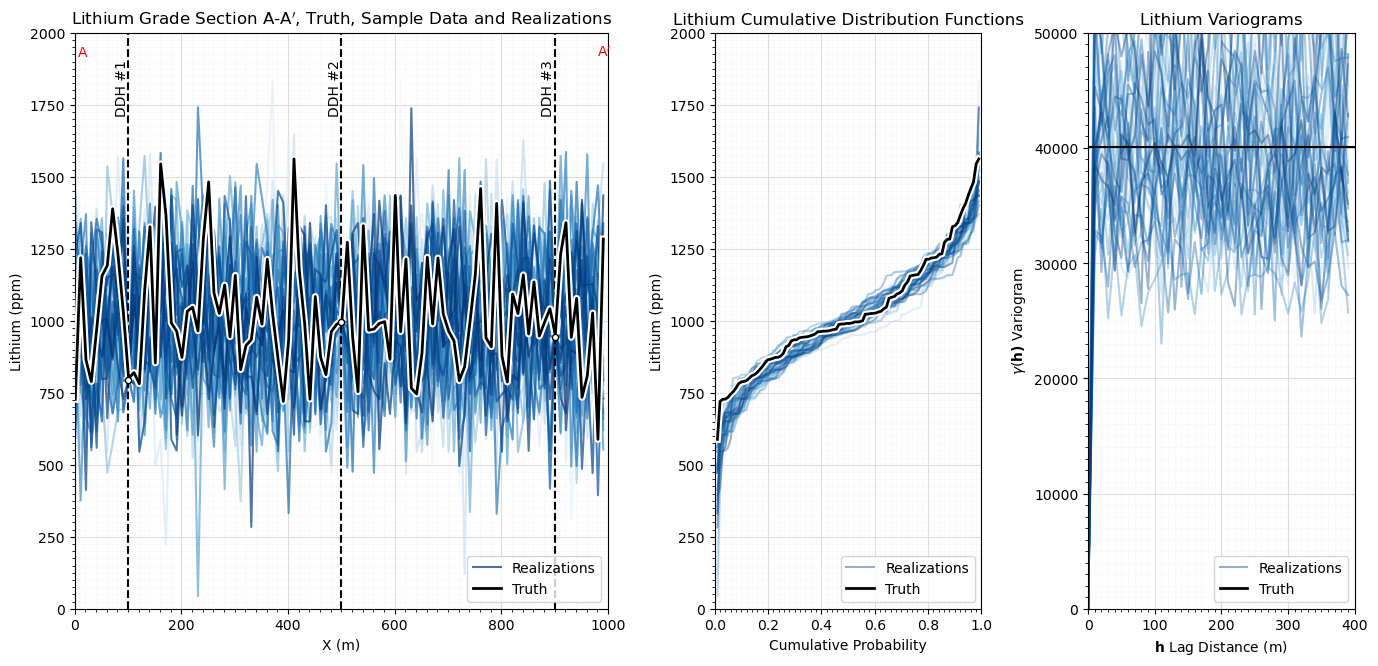 Lithium Grade Section A-A′, Truth, Sample Data and Realizations
Lithium (ppm)
2000
1750
1500
1250
1000
750
500
250
0
A
A
DDH #1
DDH #2
DDH #3
Realizations
Truth
0
200
400
600
800
1000
X (m)
Lithium Cumulative Distribution Functions
Lithium (ppm)
2000
1750
1500
1250
1000
750
500
250
0
Realizations
Truth
0.0
0.2
0.4
0.6
0.8
1.0
Cumulative Probability
Lithium Variograms
γ(h) Variogram
50000
40000
30000
20000
10000
0
Realizations
Truth
0
100
200
300
400
h Lag Distance (m)